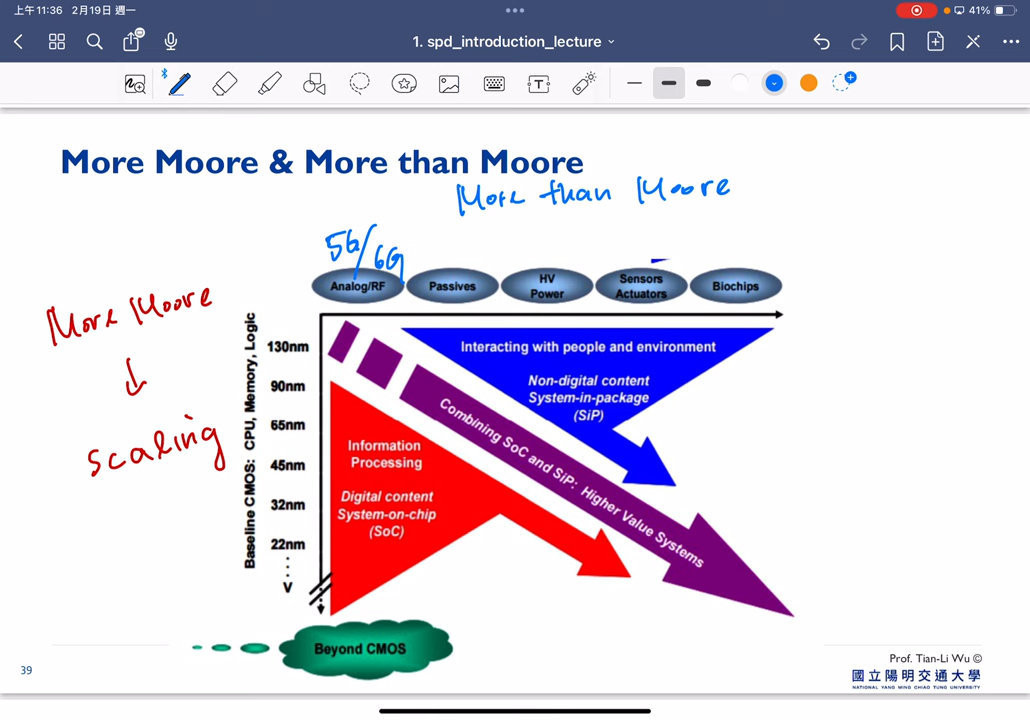 上午11:36 2月19日 週一
41%
1. spd_introduction_lecture
More Moore & More than Moore
More than Moore
5G/6G
Analog/RF
Passives
HV
Power
Sensors
Actuators
Biochips
More Moore
↓
scaling
Baseline CMOS: CPU, Memory, Logic
130nm
90nm
65nm
45nm
32nm
22nm
V
Interacting with people and environment
Non-digital content
System-in-package
(SiP)
Combining SoC and SiP: Higher Value Systems
Information
Processing
Digital content
System-on-chip
(SoC)
Beyond CMOS
39
Prof. Tian-Li Wu ©
國立陽明交通大學
NATIONAL YANG MING CHIAO TUNG UNIVERSITY